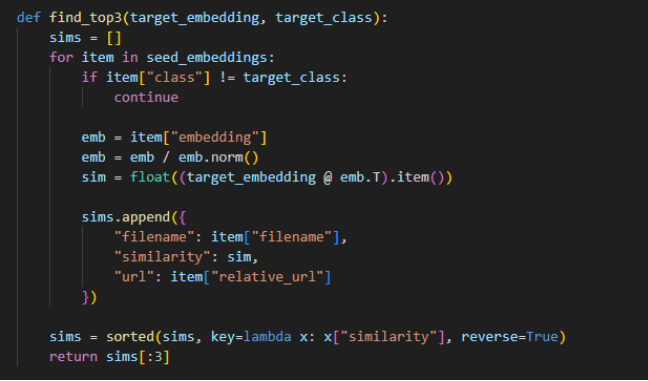 def find_top3(target_embedding, target_class):
    sims = []
    for item in seed_embeddings:
        if item["class"] != target_class:
            continue

        emb = item["embedding"]
        emb = emb / emb.norm()
        sim = float((target_embedding @ emb.T).item())

        sims.append({
            "filename": item["filename"],
            "similarity": sim,
            "url": item["relative_url"]
        })

    sims = sorted(sims, key=lambda x: x["similarity"], reverse=True)
    return sims[:3]